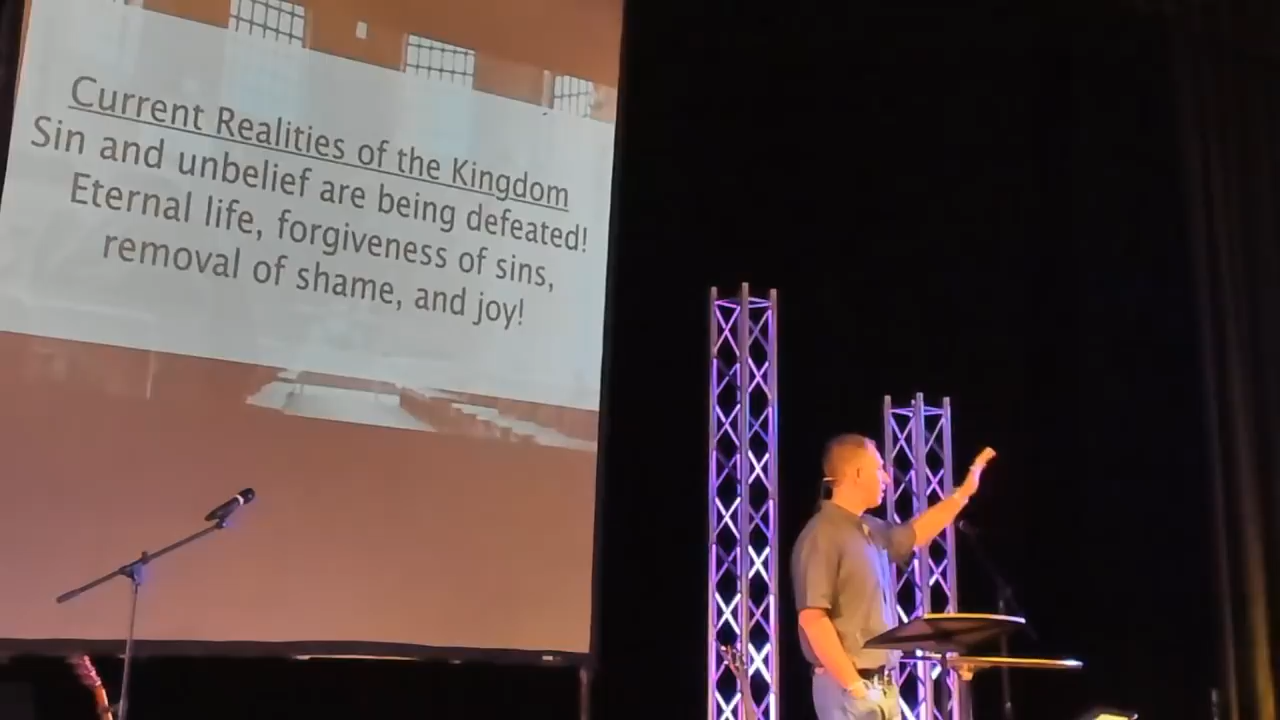 Current Realities of the Kingdom
Sin and unbelief are being defeated!
Eternal life, forgiveness of sins,
removal of shame, and joy!